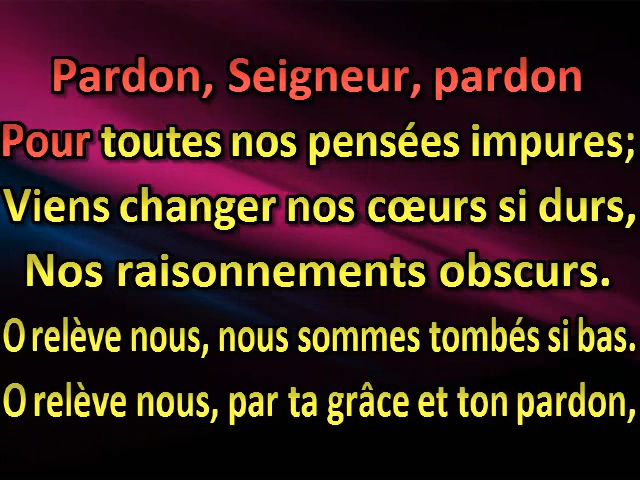 Pardon, Seigneur, pardon
Pour toutes nos pensées impures;
Viens changer nos cœurs si durs,
Nos raisonnements obscurs.
O relève nous, nous sommes tombés si bas.
O relève nous, par ta grâce et ton pardon,